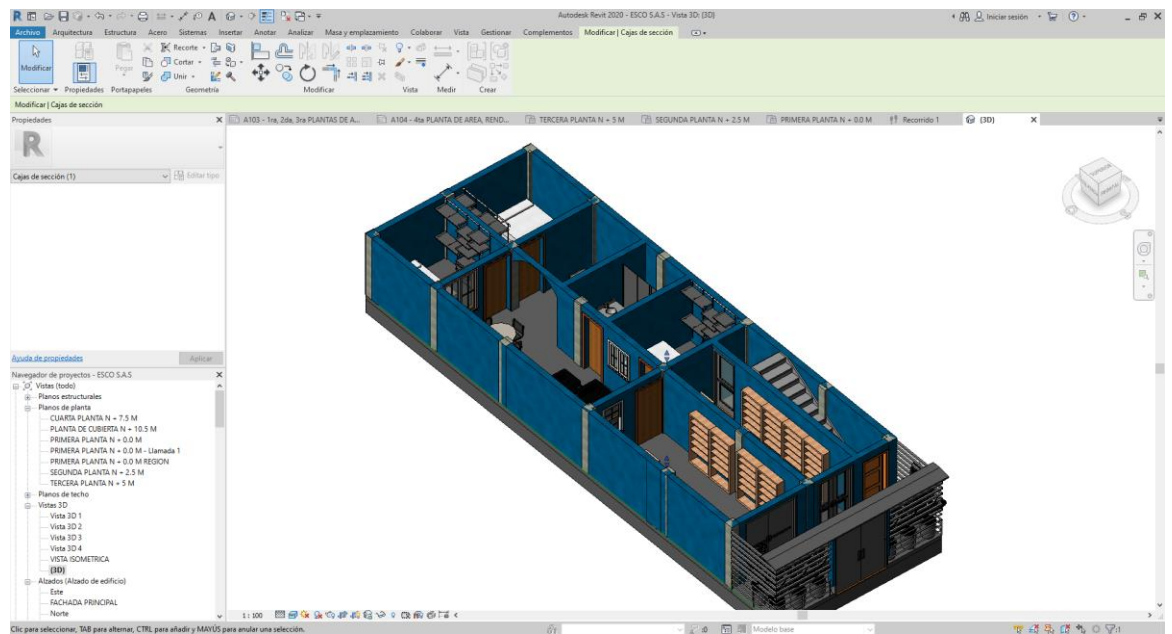 Autodesk Revit 2020 - ESCO S.A.S - Vista 3D: {3D}
Iniciar sesión
Archivo Arquitectura Estructura Acero Sistemas Insertar Anotar Analizar Masa y emplazamiento Colaborar Vista Gestionar Complementos Modificar | Cajas de sección
Modificar
Pegar
Recorte
Cortar
Unir
Seleccionar Propiedades Portapapeles Geometría Modificar Vista Medir Crear
Modificar | Cajas de sección
Propiedades
A103 - 1ra, 2da, 3ra PLANTAS DE A... A104 - 4ta PLANTA DE AREA, REND... TERCERA PLANTA N + 5 M SEGUNDA PLANTA N + 2.5 M PRIMERA PLANTA N + 0.0 M Recorrido 1 {3D}
Cajas de sección (1) Editar tipo
Ayuda de propiedades Aplicar
Navegador de proyectos - ESCO S.A.S
Vistas (todo)
Planos estructurales
Planos de planta
CUARTA PLANTA N + 7.5 M
PLANTA DE CUBIERTA N + 10.5 M
PRIMERA PLANTA N + 0.0 M
PRIMERA PLANTA N + 0.0 M - Llamada 1
PRIMERA PLANTA N + 0.0 M REGION
SEGUNDA PLANTA N + 2.5 M
TERCERA PLANTA N + 5 M
Planos de techo
Vistas 3D
Vista 3D 1
Vista 3D 2
Vista 3D 3
Vista 3D 4
VISTA ISOMETRICA
{3D}
Alzados (Alzado de edificio)
Este
FACHADA PRINCIPAL
Norte
1 : 100
Clic para seleccionar, TAB para alternar, CTRL para añadir y MAYÚS para anular una selección.
Modelo base